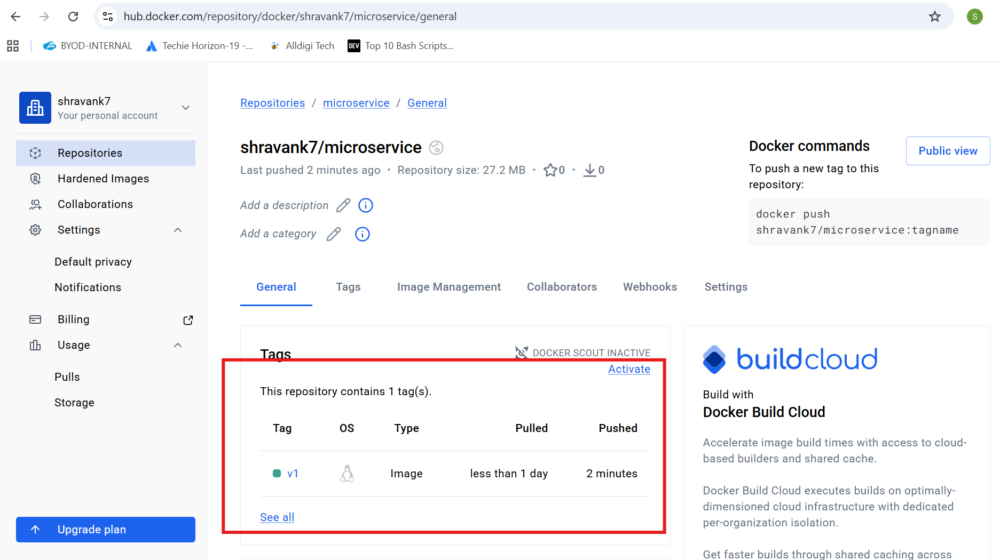 hub.docker.com/repository/docker/shravank7/microservice/general
S
BYOD-INTERNAL
Techie Horizon-19 -...
Alldigi Tech
DEV
Top 10 Bash Scripts...
shravank7
Your personal account
Repositories
Hardened Images
Collaborations
Settings
Default privacy
Notifications
Billing
Usage
Pulls
Storage
Upgrade plan
Repositories / microservice / General
shravank7/microservice
Last pushed 2 minutes ago • Repository size: 27.2 MB • 0 • 0
Add a description
Add a category
Docker commands
Public view
To push a new tag to this
repository:
docker push
shravank7/microservice:tagname
General
Tags
Image Management
Collaborators
Webhooks
Settings
Tags
DOCKER SCOUT INACTIVE
Activate
This repository contains 1 tag(s).
Tag OS Type Pulled Pushed
v1 Image less than 1 day 2 minutes
See all
buildcloud
Build with
Docker Build Cloud
Accelerate image build times with access to cloud-
based builders and shared cache.
Docker Build Cloud executes builds on optimally-
dimensioned cloud infrastructure with dedicated
per-organization isolation.
Get faster builds through shared caching across